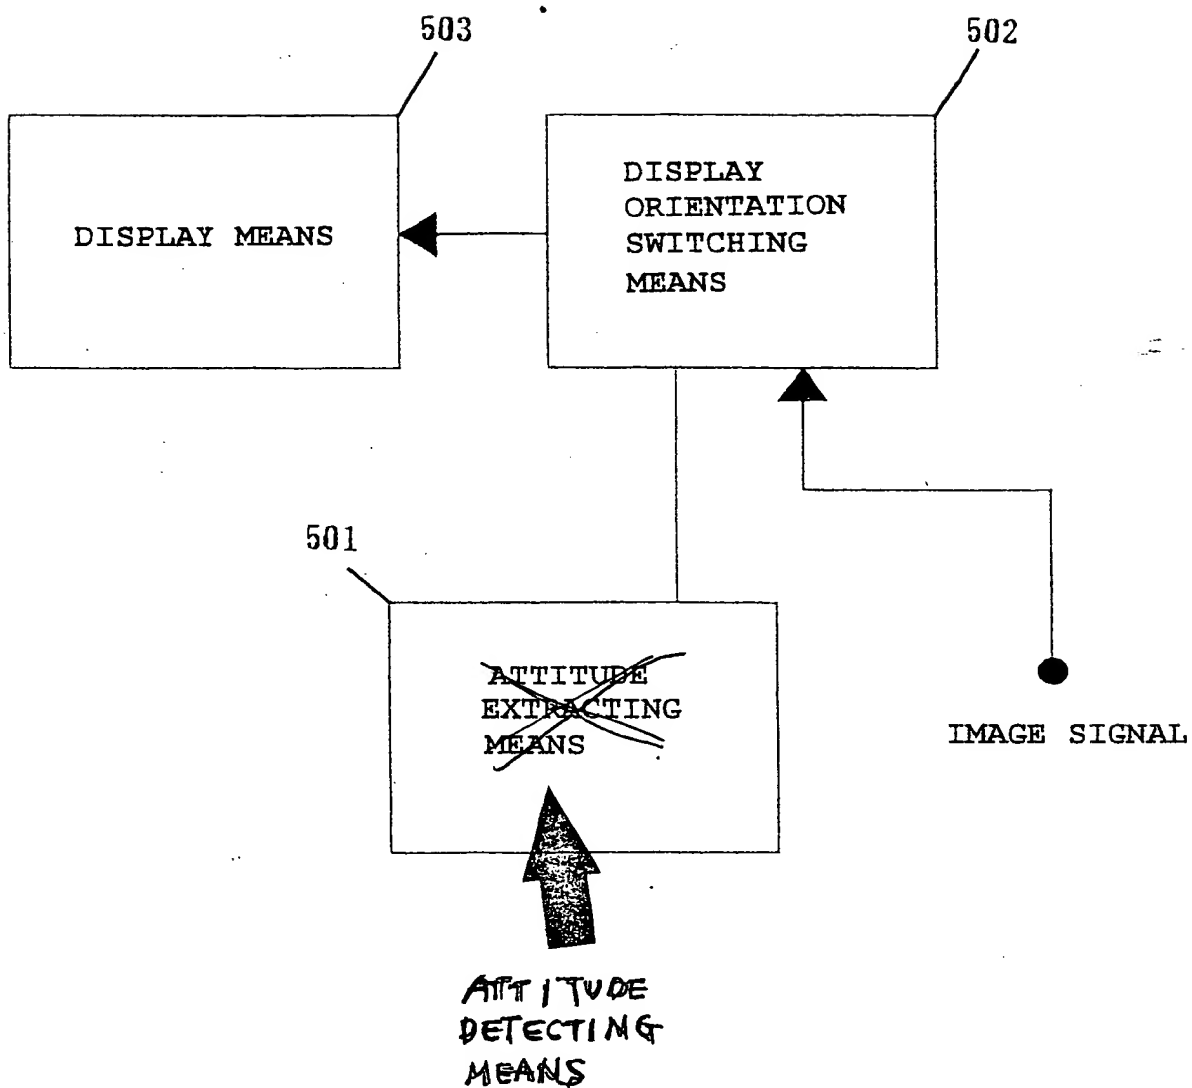 503
502
DISPLAY MEANS
DISPLAY
ORIENTATION
SWITCHING
MEANS
501
ATTITUDE
EXTRACTING
MEANS
IMAGE SIGNAL
ATTITUDE
DETECTING
MEANS